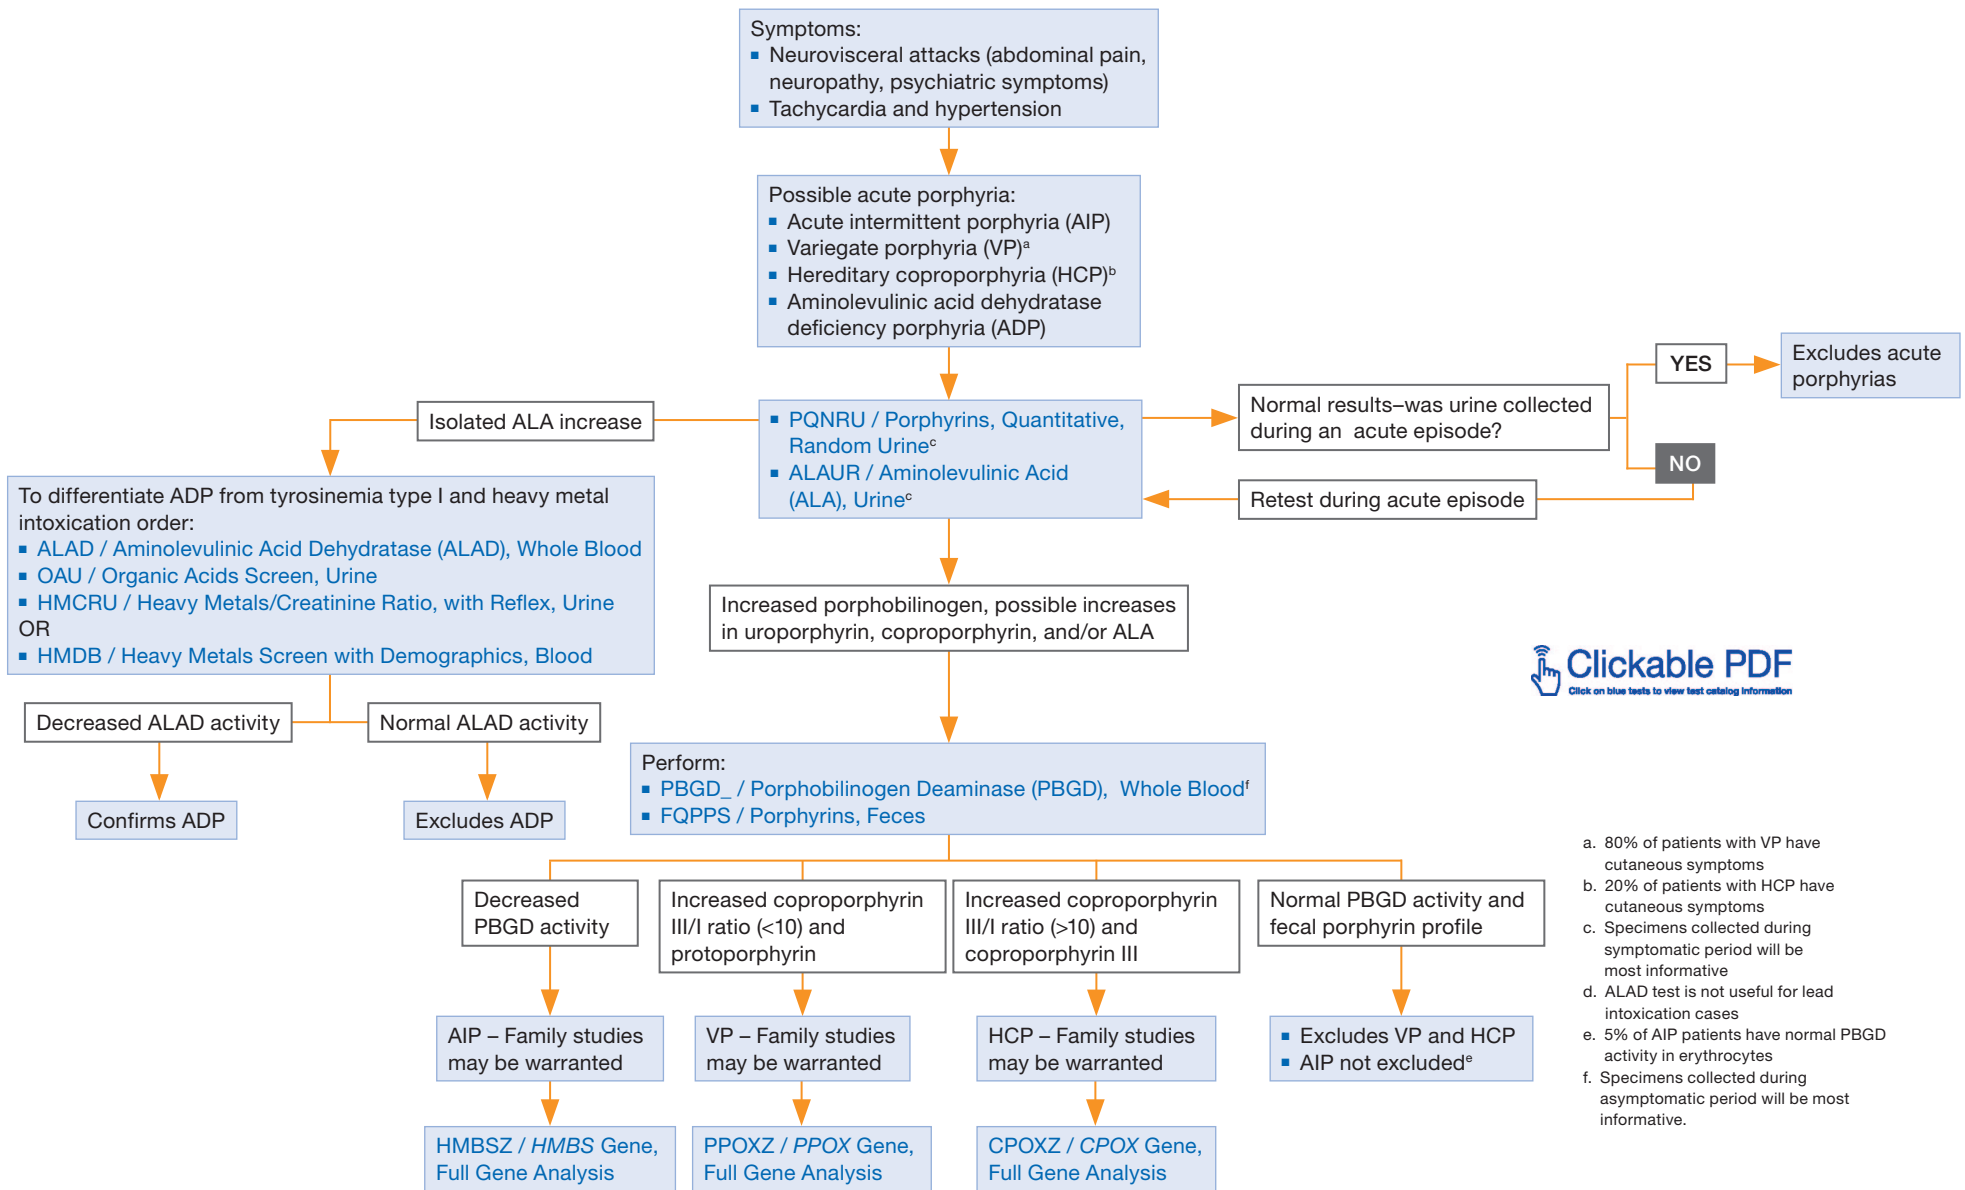 Symptoms:
▪ Neurovisceral attacks (abdominal pain,
neuropathy, psychiatric symptoms)
▪ Tachycardia and hypertension
Possible acute porphyria:
▪ Acute intermittent porphyria (AIP)
▪ Variegate porphyria (VP)a
▪ Hereditary coproporphyria (HCP)b
▪ Aminolevulinic acid dehydratase
deficiency porphyria (ADP)
Isolated ALA increase
▪ PQNRU / Porphyrins, Quantitative,
Random Urinec
▪ ALAUR / Aminolevulinic Acid
(ALA), Urinec
Normal results–was urine collected
during an acute episode?
YES
Excludes acute
porphyrias
NO
Retest during acute episode
To differentiate ADP from tyrosinemia type I and heavy metal
intoxication order:
▪ ALAD / Aminolevulinic Acid Dehydratase (ALAD), Whole Blood
▪ OAU / Organic Acids Screen, Urine
▪ HMCRU / Heavy Metals/Creatinine Ratio, with Reflex, Urine
OR
▪ HMDB / Heavy Metals Screen with Demographics, Blood
Decreased ALAD activity
Normal ALAD activity
Confirms ADP
Excludes ADP
Increased porphobilinogen, possible increases
in uroporphyrin, coproporphyrin, and/or ALA
Clickable PDF
Click on blue tests to view test catalog information
Perform:
▪ PBGD_ / Porphobilinogen Deaminase (PBGD), Whole Bloodf
▪ FQPPS / Porphyrins, Feces
Decreased
PBGD activity
Increased coproporphyrin
III/I ratio (<10) and
protoporphyrin
Increased coproporphyrin
III/I ratio (>10) and
coproporphyrin III
Normal PBGD activity and
fecal porphyrin profile
AIP – Family studies
may be warranted
VP – Family studies
may be warranted
HCP – Family studies
may be warranted
▪ Excludes VP and HCP
▪ AIP not excludede
HMBSZ / HMBS Gene,
Full Gene Analysis
PPOXZ / PPOX Gene,
Full Gene Analysis
CPOXZ / CPOX Gene,
Full Gene Analysis
a. 80% of patients with VP have
cutaneous symptoms
b. 20% of patients with HCP have
cutaneous symptoms
c. Specimens collected during
symptomatic period will be
most informative
d. ALAD test is not useful for lead
intoxication cases
e. 5% of AIP patients have normal PBGD
activity in erythrocytes
f. Specimens collected during
asymptomatic period will be most
informative.